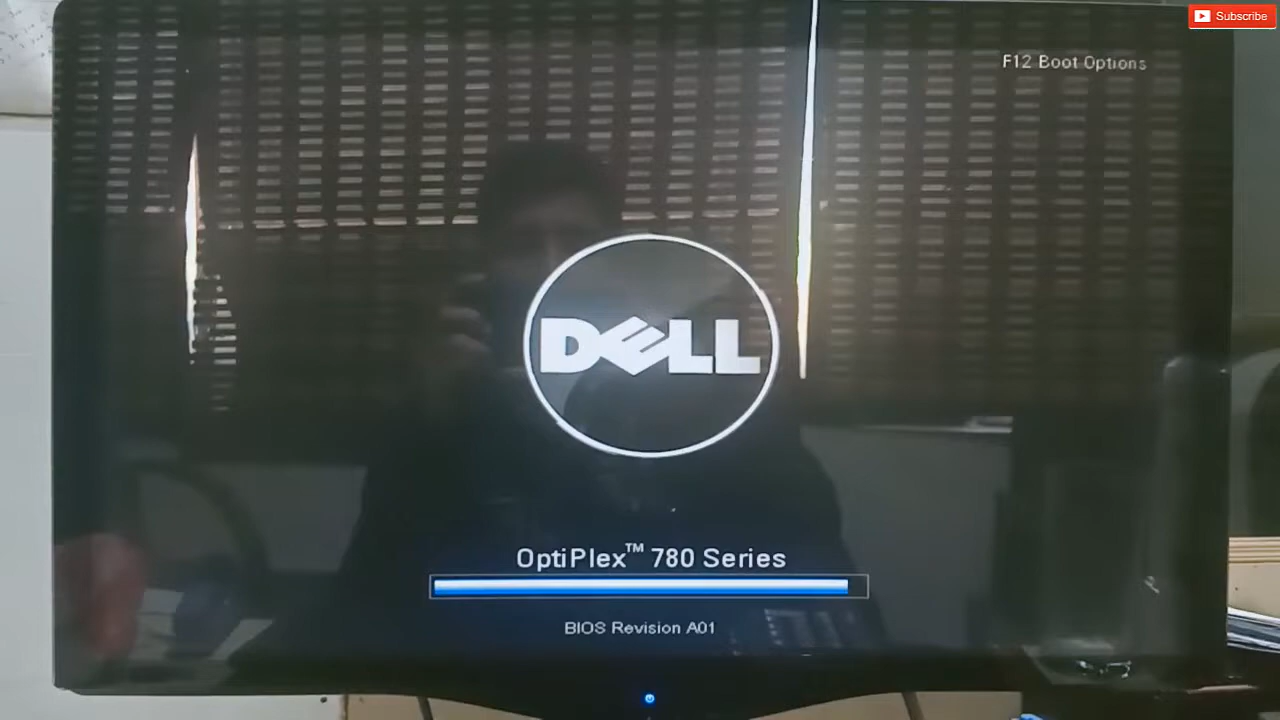 Subscribe
F12 Boot Options
DELL
OptiPlex™ 780 Series
BIOS Revision A01